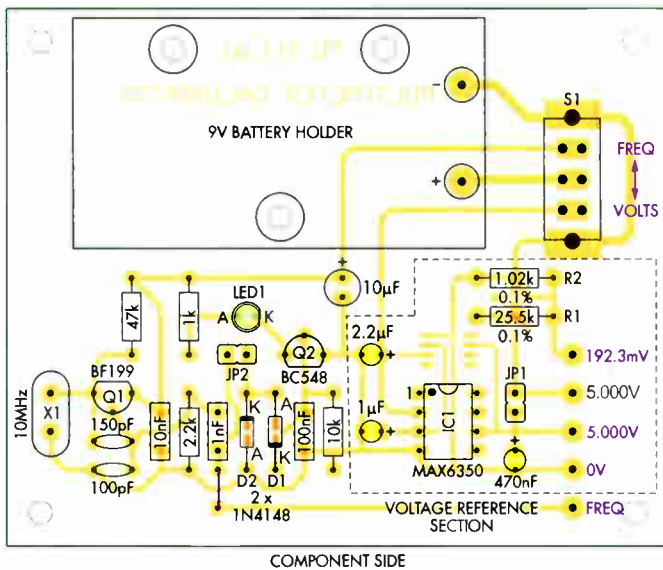 S1
−
9V BATTERY HOLDER
FREQ
+
VOLTS
+
10µF
1.02k
R2
0.1%
47k
1k
LED1
A
K
25.5k
R1
0.1%
2.2µF
+
Q2
BC548
JP2
192.3mV
BF199
Q1
JP1
5.000V
10MHz
X1
150pF
10nF
2.2k
1nF
K
A
A
K
100nF
10k
1µF
+
1
IC1
MAX6350
5.000V
+
470nF
0V
100pF
D2
D1
2 x
1N4148
VOLTAGE REFERENCE
SECTION
FREQ
COMPONENT SIDE